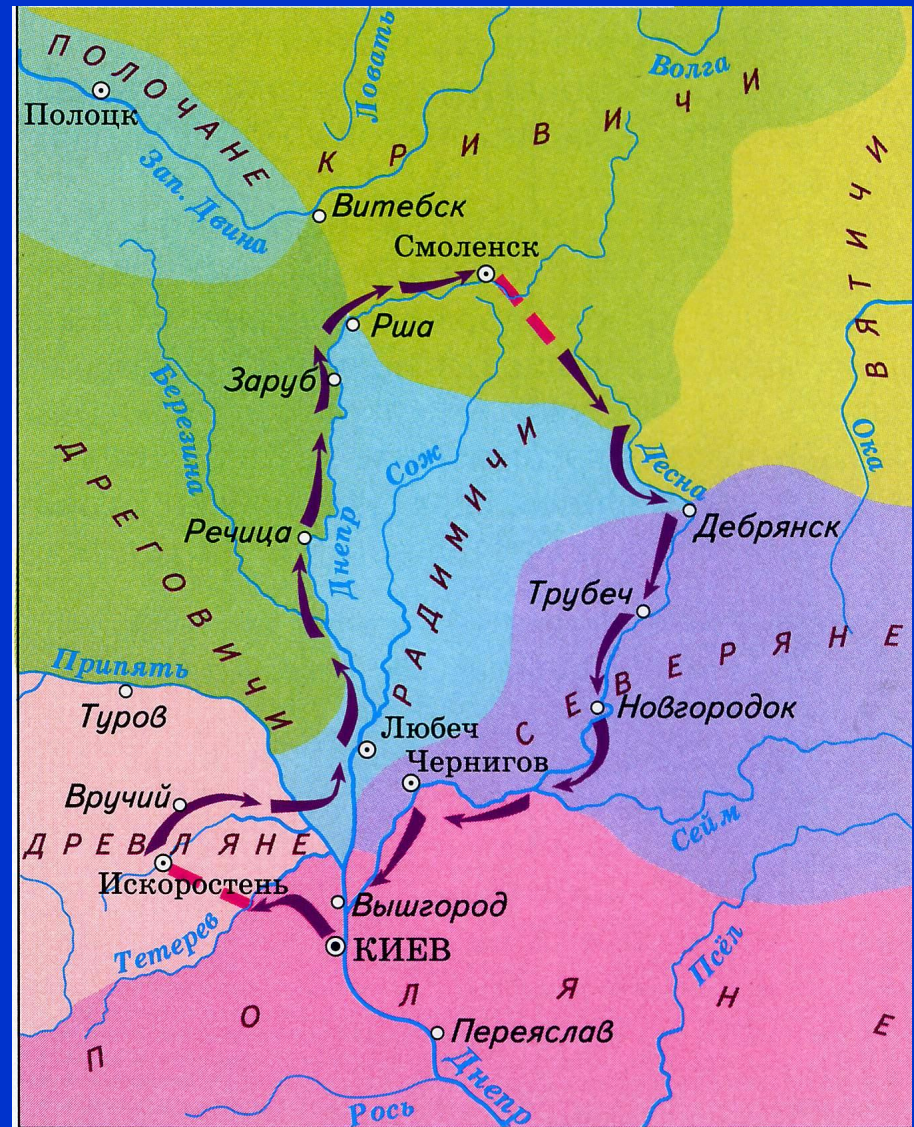 ПОЛОЧАНЕ
Ловать
Волга
Полоцк
КРИВИЧИ
Зап. Двина
Витебск
ВЯТИЧИ
Смоленск
Рша
Заруб
Березина
Сож
Десна
Ока
ДРЕГОВИЧИ
РАДИМИЧИ
Речица
Днепр
Дебрянск
Трубеч
СЕВЕРЯНЕ
Припять
Туров
Новгородок
Любеч
Чернигов
Вручий
Сейм
ДРЕВЛЯНЕ
Искоростень
Вышгород
Тетерев
КИЕВ
Псёл
ПОЛЯНЕ
Переяслав
Днепр
Рось